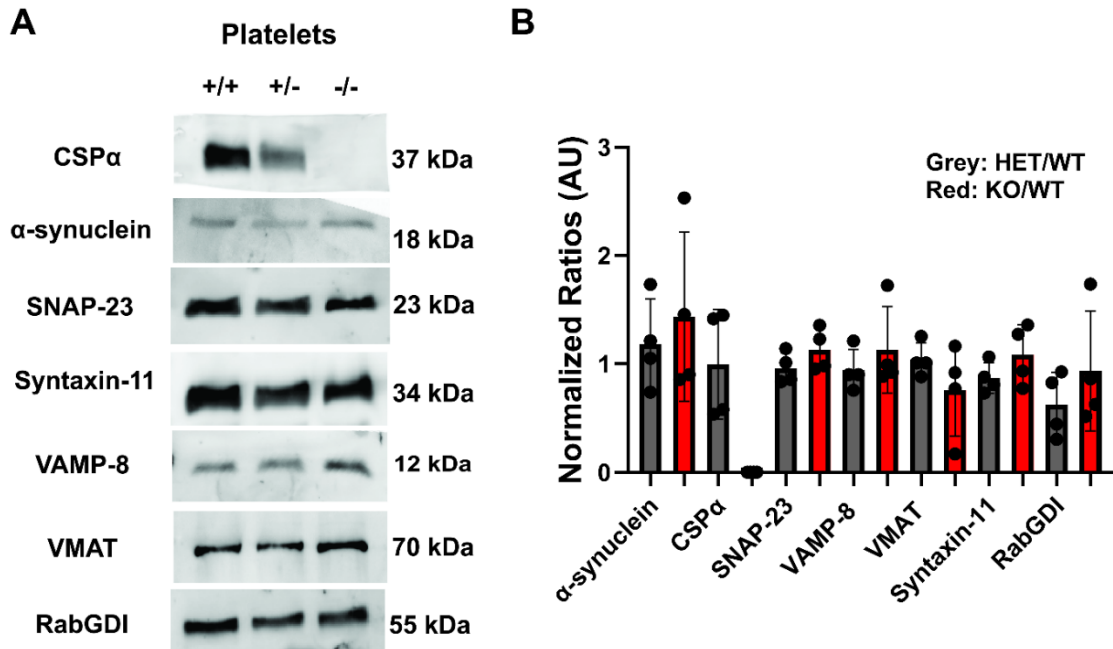 A
Platelets
+/+ +/- -/-
CSPα 37 kDa
α-synuclein 18 kDa
SNAP-23 23 kDa
Syntaxin-11 34 kDa
VAMP-8 12 kDa
VMAT 70 kDa
RabGDI 55 kDa
B
Normalized Ratios (AU)
3
2
1
0
Grey: HET/WT
Red: KO/WT
α-synuclein
CSPα
SNAP-23
VAMP-8
VMAT
Syntaxin-11
RabGDI